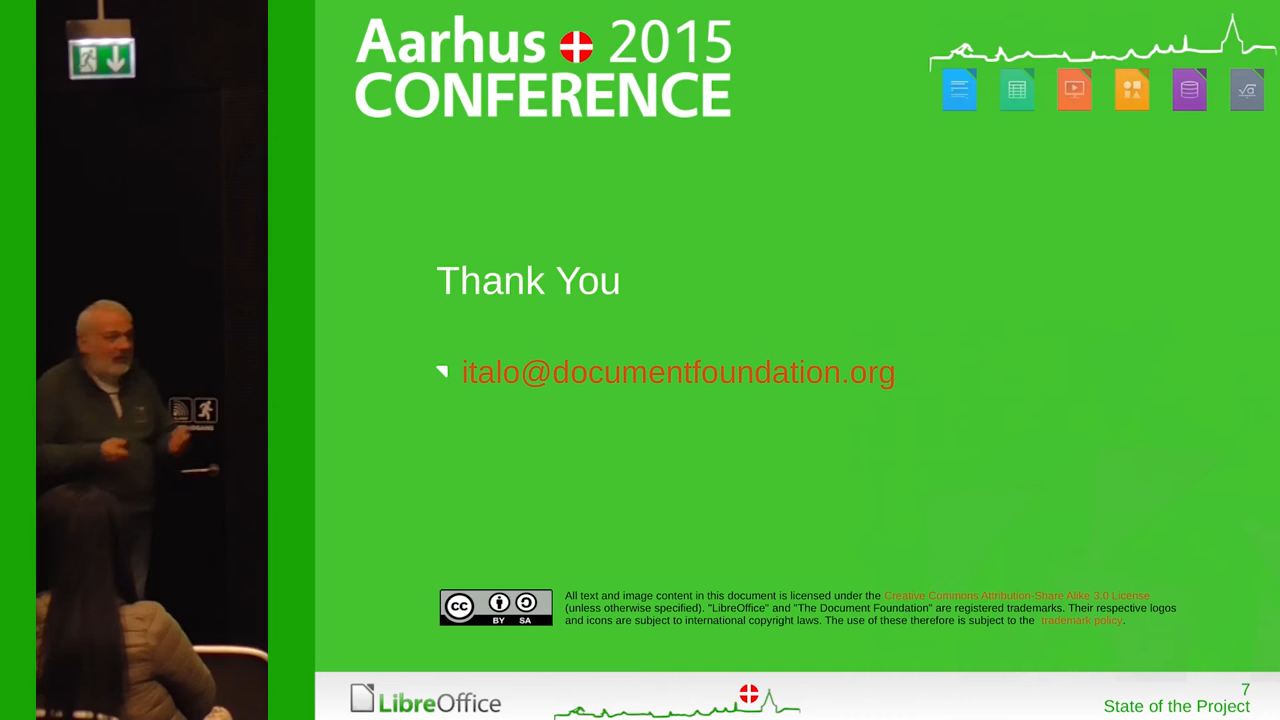 Aarhus 2015
CONFERENCE
Thank You
italo@documentfoundation.org
cc BY SA
All text and image content in this document is licensed under the Creative Commons Attribution-Share Alike 3.0 License
(unless otherwise specified). "LibreOffice" and "The Document Foundation" are registered trademarks. Their respective logos
and icons are subject to international copyright laws. The use of these therefore is subject to the trademark policy.
LibreOffice
7
State of the Project